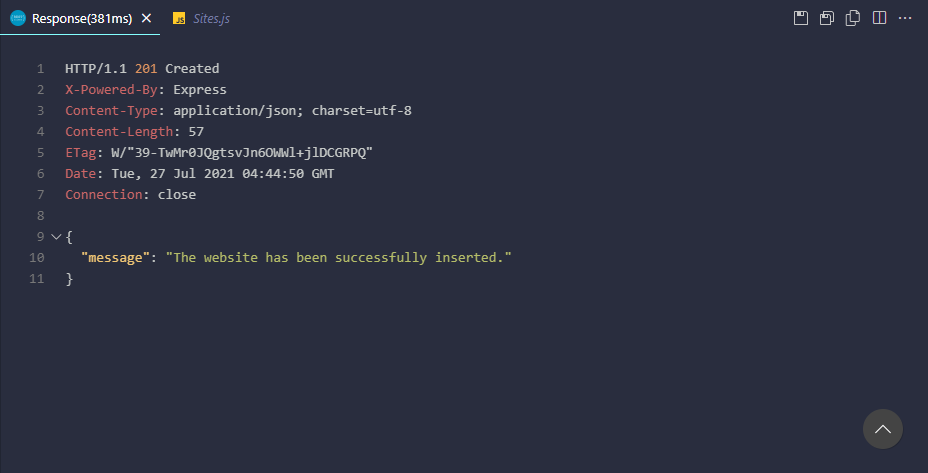 Response(381ms)
JS Sites.js
1 HTTP/1.1 201 Created
2 X-Powered-By: Express
3 Content-Type: application/json; charset=utf-8
4 Content-Length: 57
5 ETag: W/"39-TwMr0JQgtsvJn6OWWl+jlDCGRPQ"
6 Date: Tue, 27 Jul 2021 04:44:50 GMT
7 Connection: close
8
9 {
10 "message": "The website has been successfully inserted."
11 }